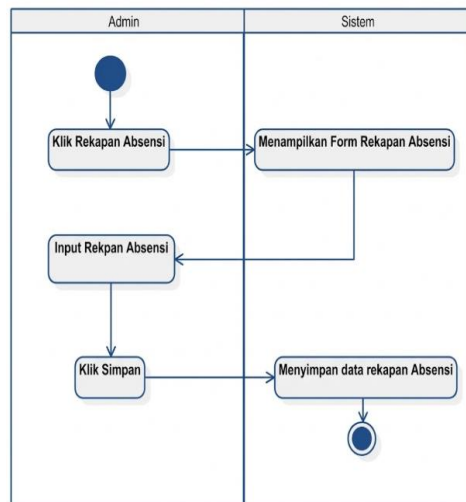 Admin
Sistem
Klik Rekapan Absensi
Menampilkan Form Rekapan Absensi
Input Rekpan Absensi
Klik Simpan
Menyimpan data rekapan Absensi